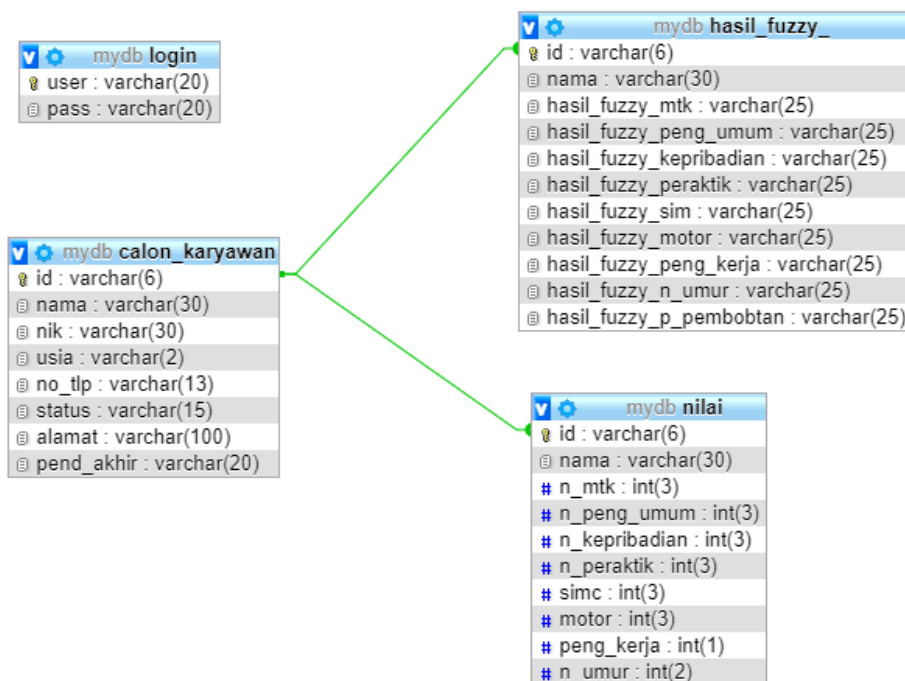 mydb login
user : varchar(20)
pass : varchar(20)
mydb hasil_fuzzy_
id : varchar(6)
nama : varchar(30)
hasil_fuzzy_mtk : varchar(25)
hasil_fuzzy_peng_umum : varchar(25)
hasil_fuzzy_kepribadian : varchar(25)
hasil_fuzzy_peraktik : varchar(25)
hasil_fuzzy_sim : varchar(25)
hasil_fuzzy_motor : varchar(25)
hasil_fuzzy_peng_kerja : varchar(25)
hasil_fuzzy_n_umur : varchar(25)
hasil_fuzzy_p_pembobtan : varchar(25)
mydb calon_karyawan
id : varchar(6)
nama : varchar(30)
nik : varchar(30)
usia : varchar(2)
no_tlp : varchar(13)
status : varchar(15)
alamat : varchar(100)
pend_akhir : varchar(20)
mydb nilai
id : varchar(6)
nama : varchar(30)
# n_mtk : int(3)
# n_peng_umum : int(3)
# n_kepribadian : int(3)
# n_peraktik : int(3)
# simc : int(3)
# motor : int(3)
# peng_kerja : int(1)
# n_umur : int(2)